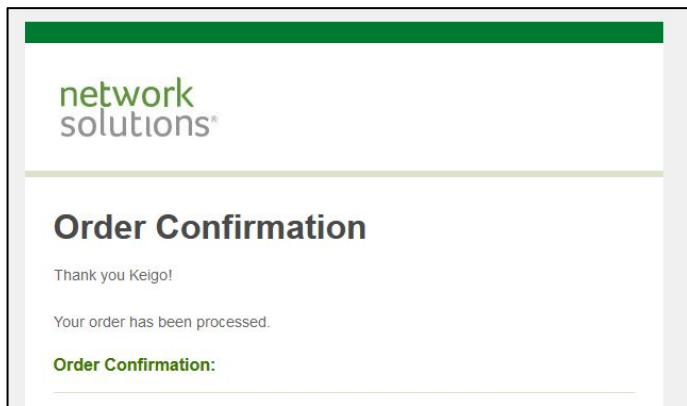 network
solutions®
Order Confirmation
Thank you Keigo!
Your order has been processed.
Order Confirmation: